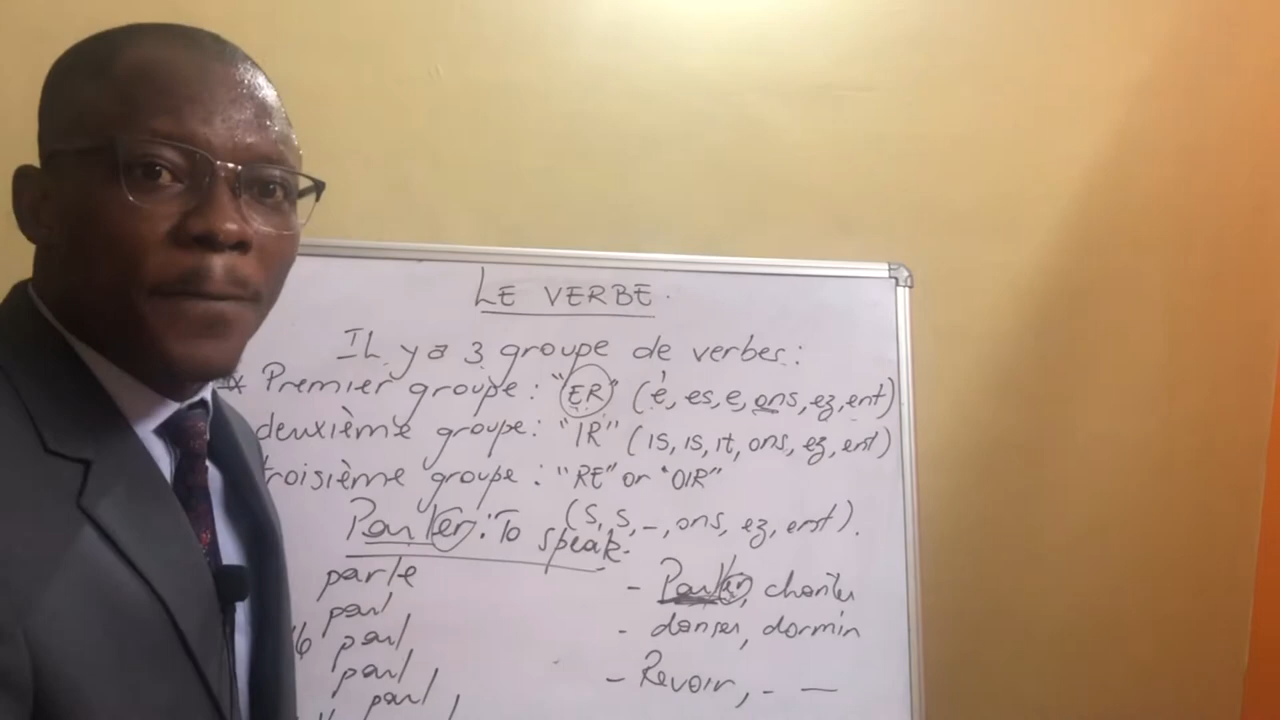 LE VERBE.
IL y a 3 groupe de verbes:
* Premier groupe: "ER" (e, es, e, ons, ez, ent)
deuxième groupe: "IR" (is, is, it, ons, ez, ent)
troisième groupe: "RE" or "OIR"
(s, s, _, ons, ez, ent).
Parler: To speak.
parle
parl
parl
parl
parl
- Parler, chanter
- danser, dormir
- Revoir, - —